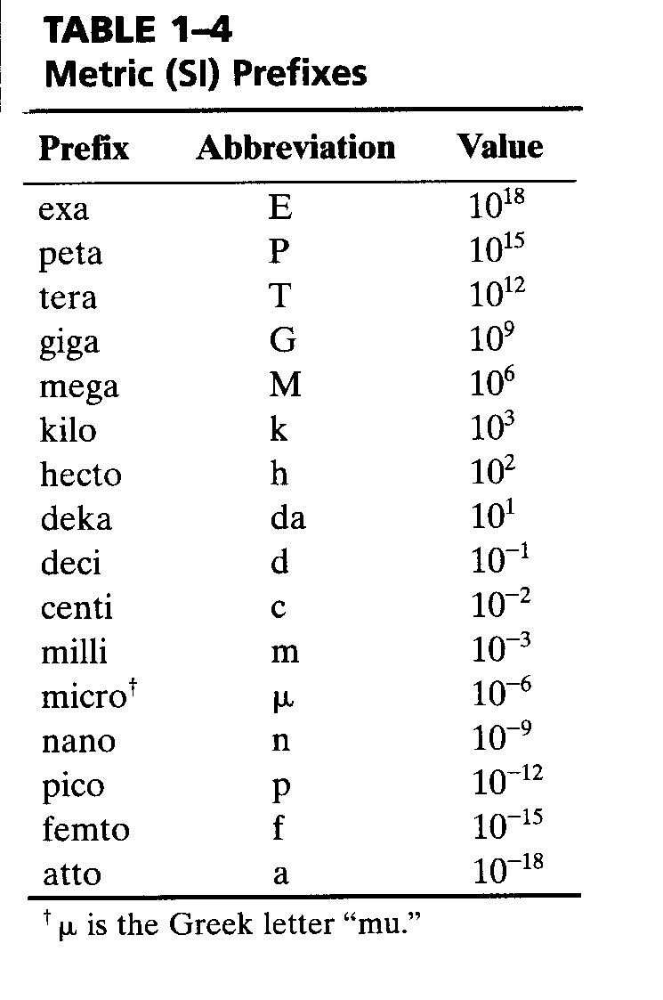 TABLE 1–4
Metric (SI) Prefixes
Prefix Abbreviation Value
exa E 10¹⁸
peta P 10¹⁵
tera T 10¹²
giga G 10⁹
mega M 10⁶
kilo k 10³
hecto h 10²
deka da 10¹
deci d 10⁻¹
centi c 10⁻²
milli m 10⁻³
micro† μ 10⁻⁶
nano n 10⁻⁹
pico p 10⁻¹²
femto f 10⁻¹⁵
atto a 10⁻¹⁸
† μ is the Greek letter “mu.”